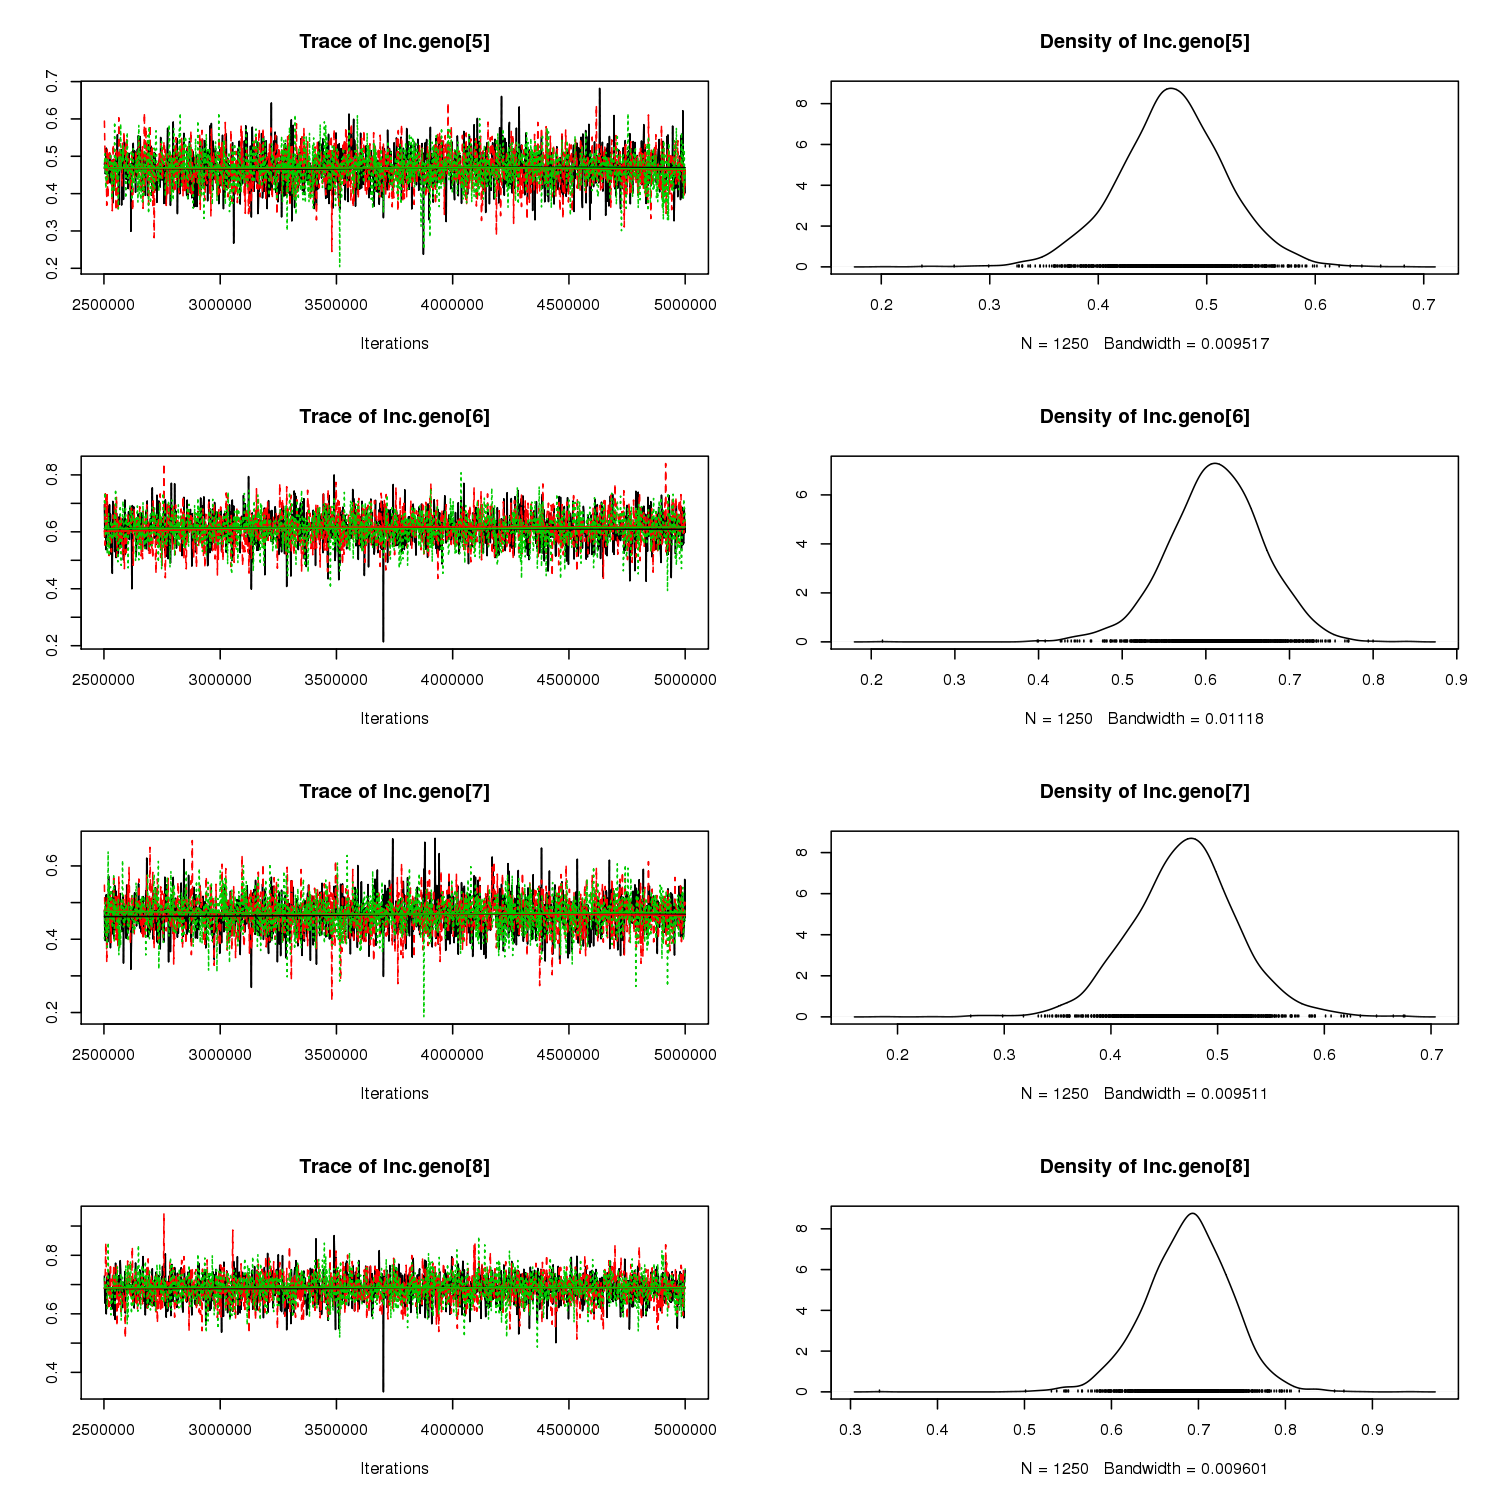 Trace of Inc.geno[5]
0.2 0.3 0.4 0.5 0.6 0.7
2500000 3000000 3500000 4000000 4500000 5000000
Iterations
Density of Inc.geno[5]
0 2 4 6 8
0.2 0.3 0.4 0.5 0.6 0.7
N = 1250 Bandwidth = 0.009517
Trace of Inc.geno[6]
0.2 0.4 0.6 0.8
2500000 3000000 3500000 4000000 4500000 5000000
Iterations
Density of Inc.geno[6]
0 2 4 6
0.2 0.3 0.4 0.5 0.6 0.7 0.8 0.9
N = 1250 Bandwidth = 0.01118
Trace of Inc.geno[7]
0.2 0.4 0.6
2500000 3000000 3500000 4000000 4500000 5000000
Iterations
Density of Inc.geno[7]
0 2 4 6 8
0.2 0.3 0.4 0.5 0.6 0.7
N = 1250 Bandwidth = 0.009511
Trace of Inc.geno[8]
0.4 0.6 0.8
2500000 3000000 3500000 4000000 4500000 5000000
Iterations
Density of Inc.geno[8]
0 2 4 6 8
0.3 0.4 0.5 0.6 0.7 0.8 0.9
N = 1250 Bandwidth = 0.009601